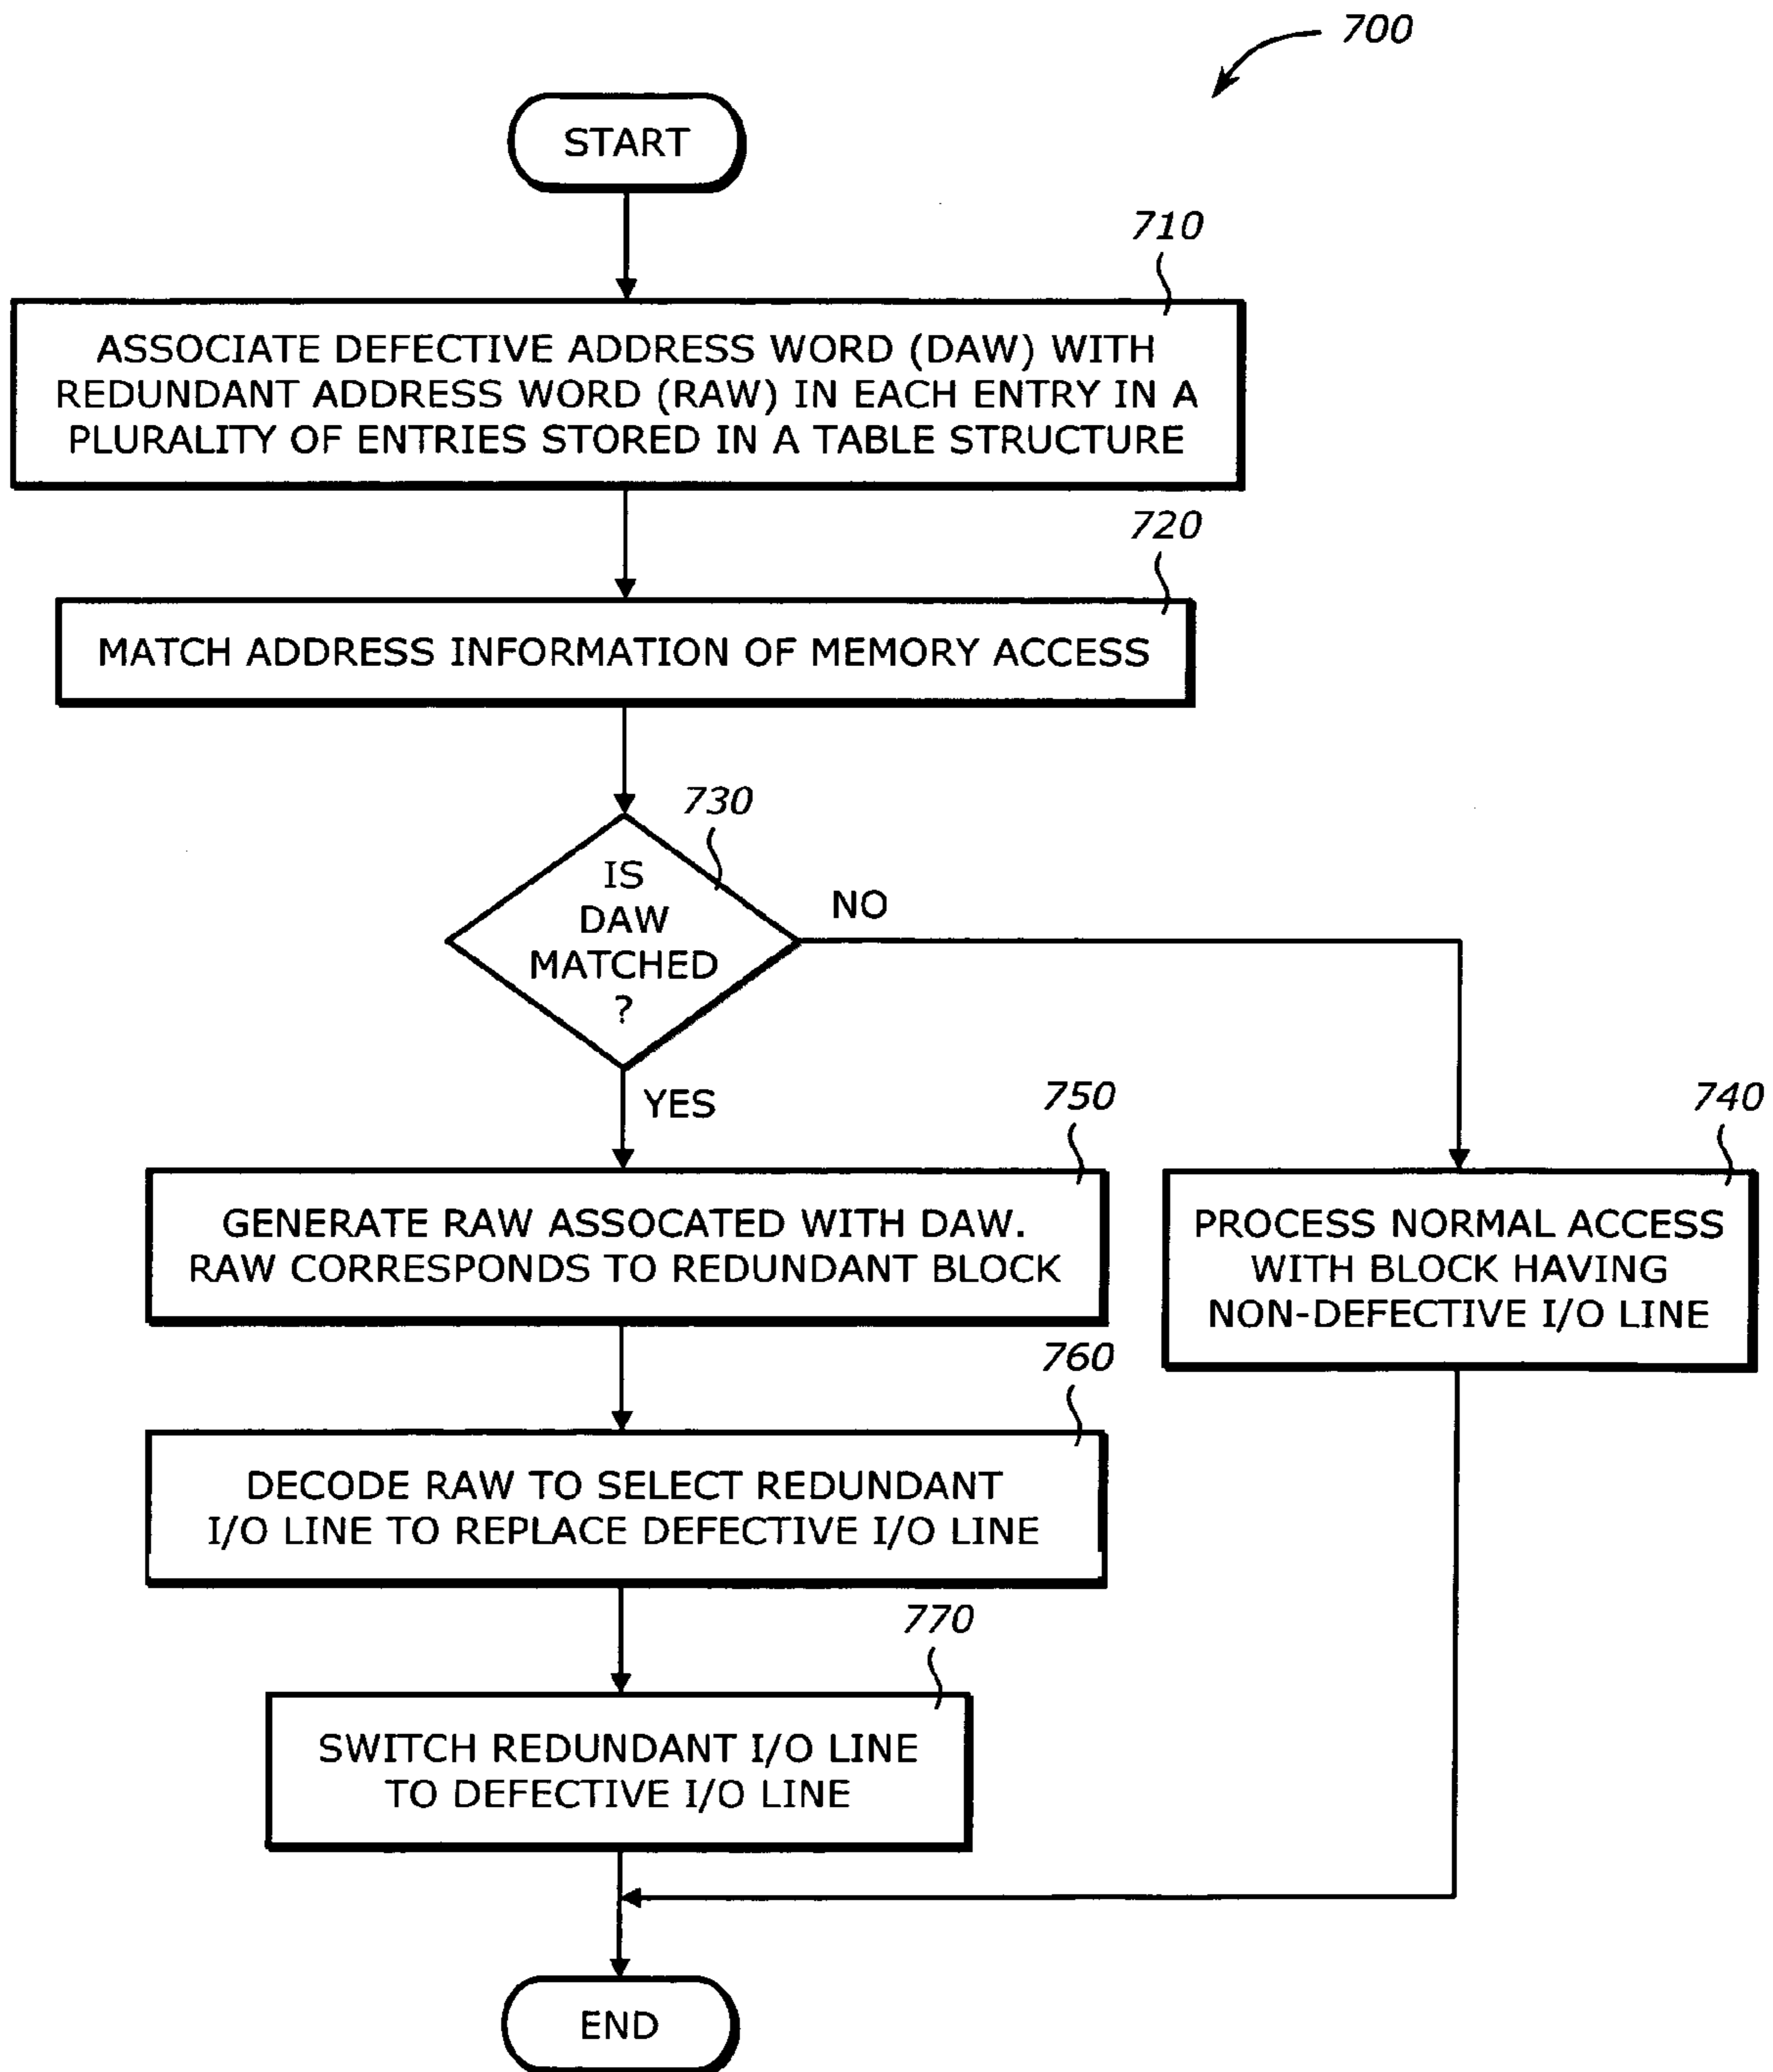 700
START
710
ASSOCIATE DEFECTIVE ADDRESS WORD (DAW) WITH
REDUNDANT ADDRESS WORD (RAW) IN EACH ENTRY IN A
PLURALITY OF ENTRIES STORED IN A TABLE STRUCTURE
720
MATCH ADDRESS INFORMATION OF MEMORY ACCESS
730
IS
DAW
MATCHED
?
NO
YES
750
GENERATE RAW ASSOCATED WITH DAW.
RAW CORRESPONDS TO REDUNDANT BLOCK
740
PROCESS NORMAL ACCESS
WITH BLOCK HAVING
NON-DEFECTIVE I/O LINE
760
DECODE RAW TO SELECT REDUNDANT
I/O LINE TO REPLACE DEFECTIVE I/O LINE
770
SWITCH REDUNDANT I/O LINE
TO DEFECTIVE I/O LINE
END